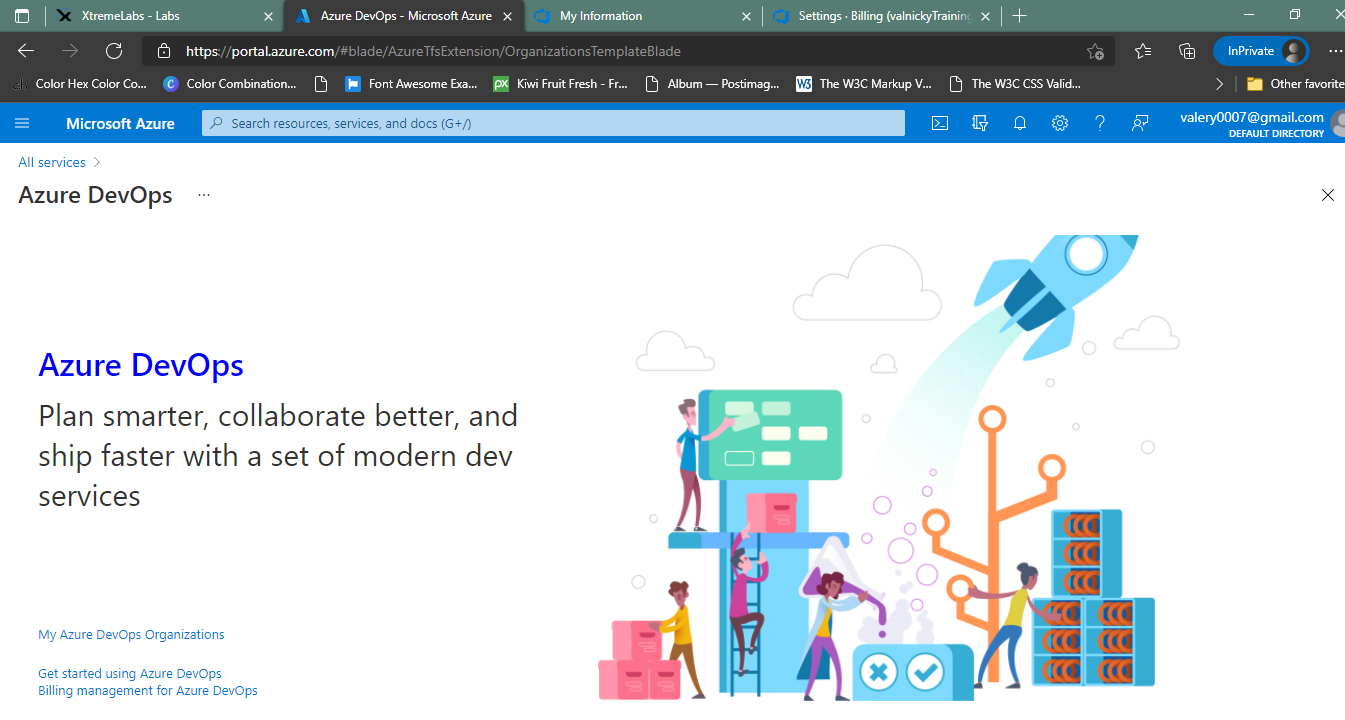 XtremeLabs - Labs
Azure DevOps - Microsoft Azure
My Information
Settings · Billing (valnickyTraining
https://portal.azure.com/#blade/AzureTfsExtension/OrganizationsTemplateBlade
InPrivate
ch Color Hex Color Co...
C Color Combination...
Font Awesome Exa...
px Kiwi Fruit Fresh - Fr...
Album — Postimag...
W3 The W3C Markup V...
The W3C CSS Valid...
Other favorite
Microsoft Azure
Search resources, services, and docs (G+/)
valery0007@gmail.com
DEFAULT DIRECTORY
All services >
Azure DevOps ...
Azure DevOps
Plan smarter, collaborate better, and
ship faster with a set of modern dev
services
My Azure DevOps Organizations
Get started using Azure DevOps
Billing management for Azure DevOps